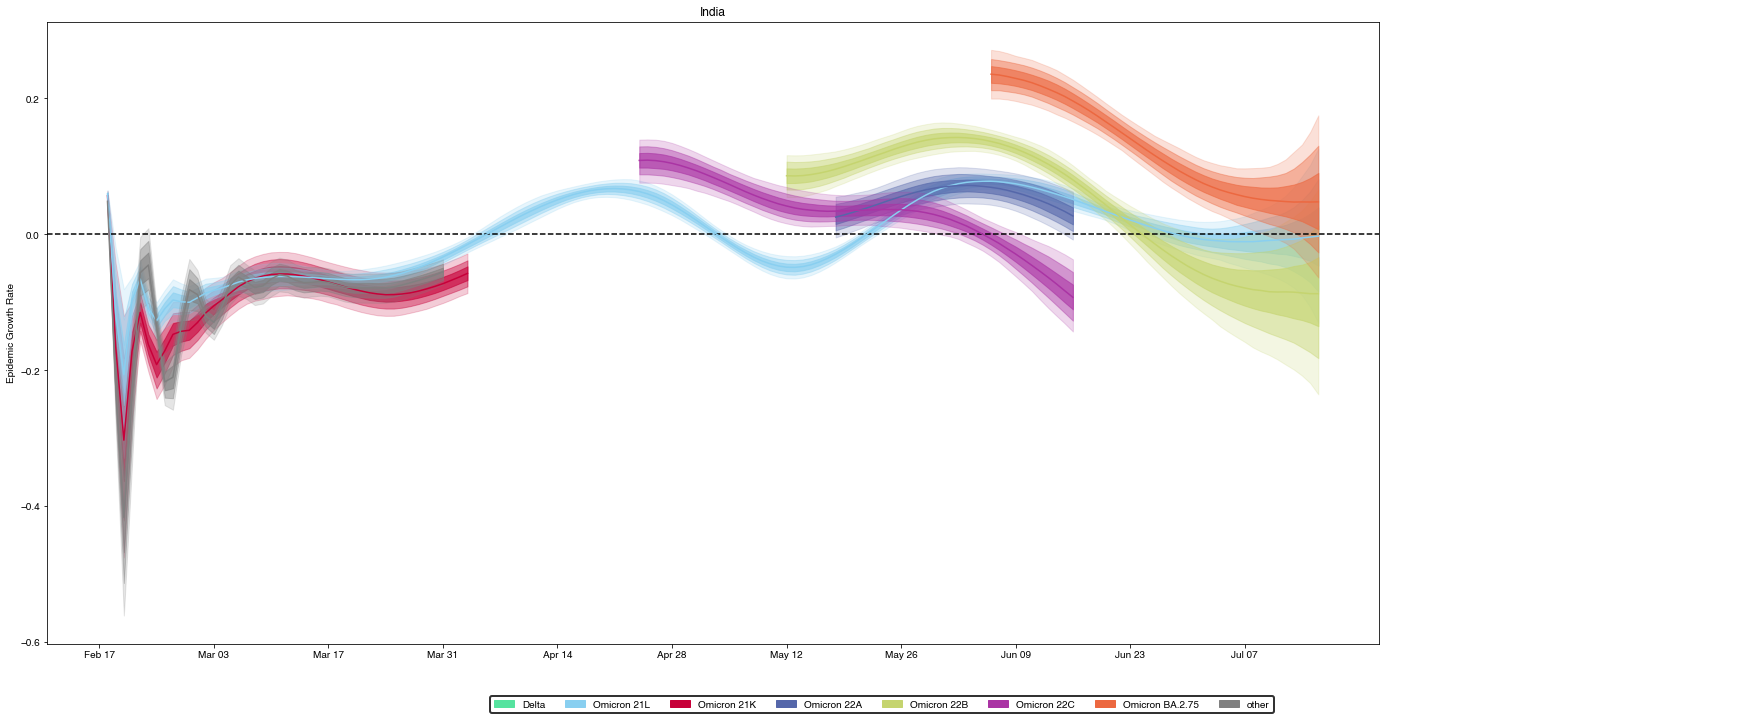 India
Epidemic Growth Rate
0.2
0.0
−0.2
−0.4
−0.6
Feb 17 Mar 03 Mar 17 Mar 31 Apr 14 Apr 28 May 12 May 26 Jun 09 Jun 23 Jul 07
Delta Omicron 21L Omicron 21K Omicron 22A Omicron 22B Omicron 22C Omicron BA.2.75 other